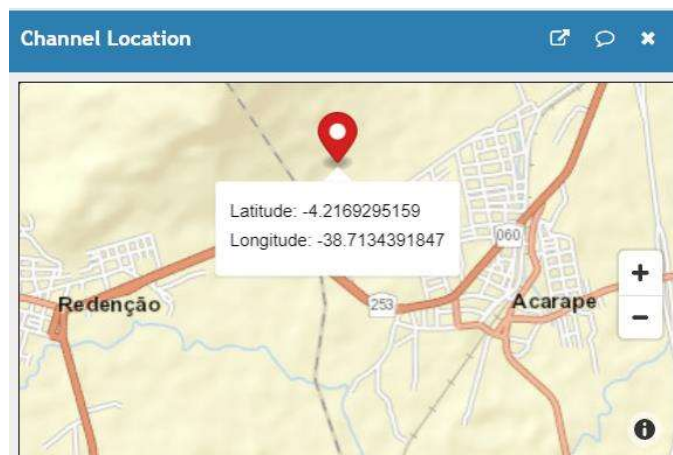 Channel Location
Latitude: -4.2169295159
Longitude: -38.7134391847
060
Redenção
253
Acarape
+
−
i